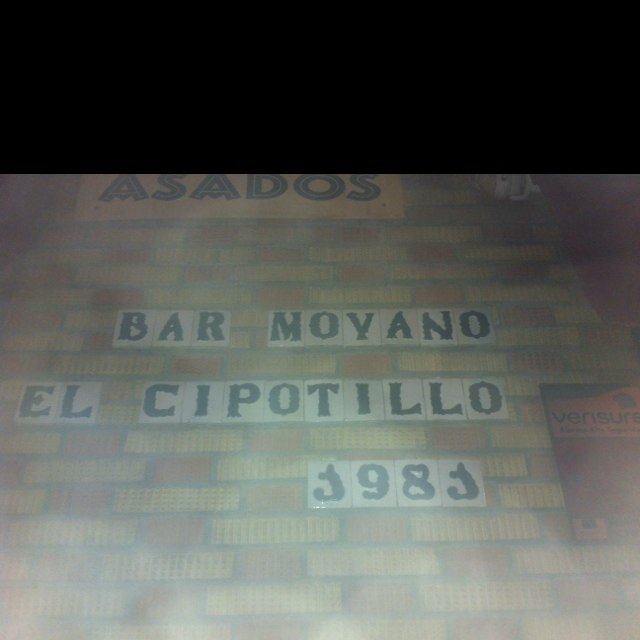 ASADOS
BAR MOYANO
EL CIPOTILLO
verisure
1981